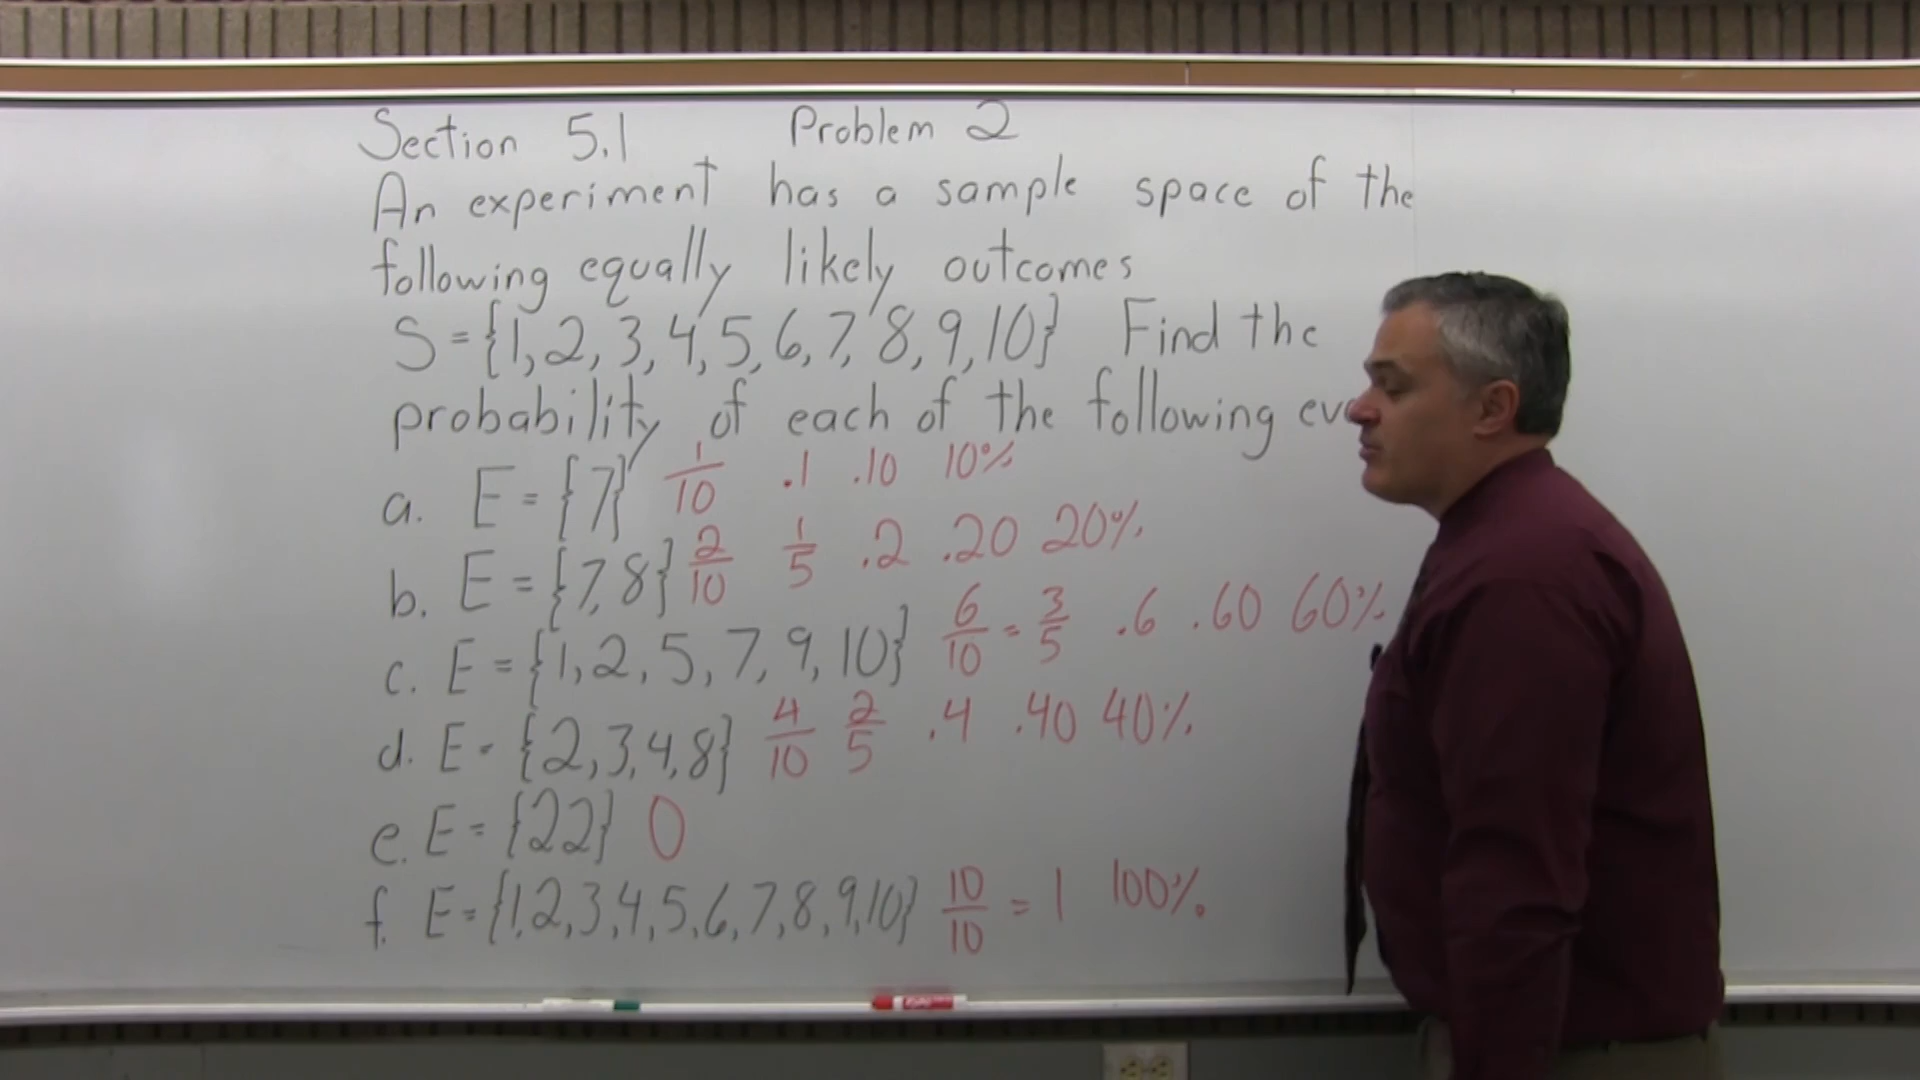 Section 5.1 Problem 2
An experiment has a sample space of the
following equally likely outcomes
S={1,2,3,4,5,6,7,8,9,10} Find the
probability of each of the following
a. E={7} 1/10 .1 .10 10%
b. E={7,8} 2/10 1/5 .2 .20 20%
c. E={1,2,5,7,9,10} 6/10=3/5 .6 .60 60%
d. E={2,3,4,8} 4/10 2/5 .4 .40 40%
e. E={22} 0
f. E={1,2,3,4,5,6,7,8,9,10} 10/10=1 100%